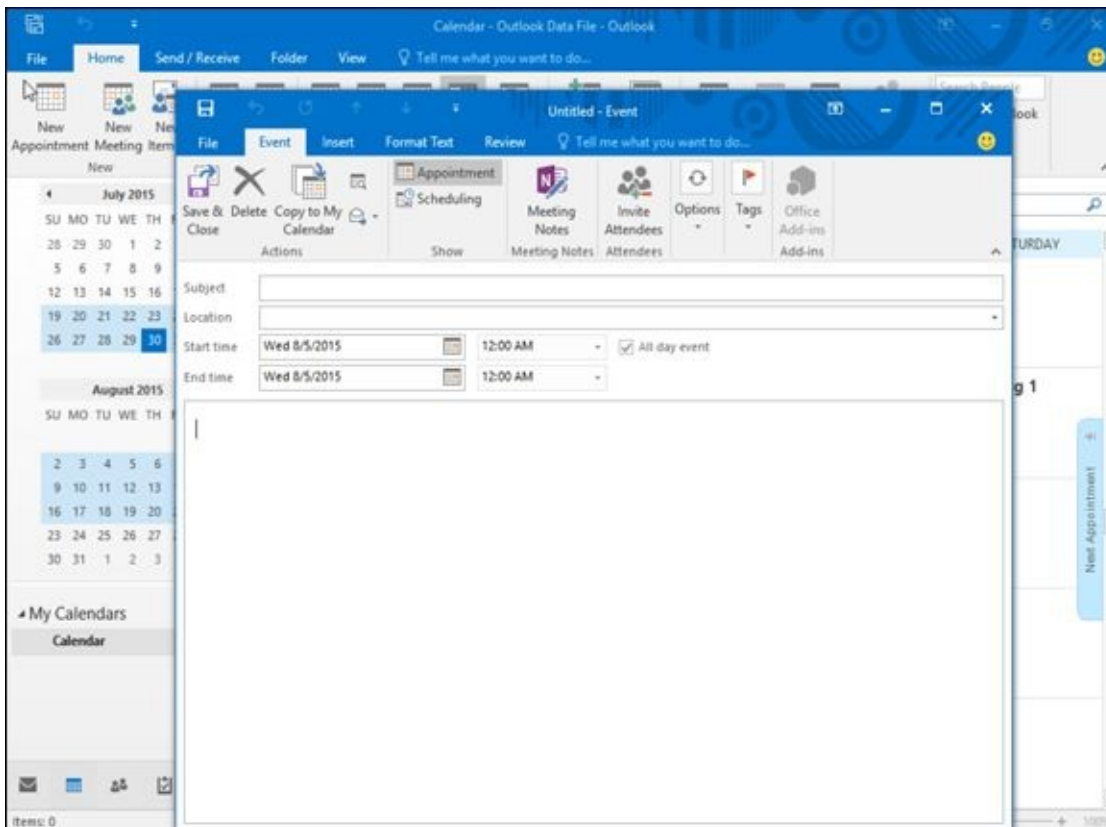 Calendar - Outlook Data File - Outlook
File Home Send / Receive Folder View Tell me what you want to do...
New Appointment
New Meeting
New
July 2015
SU MO TU WE TH
28 29 30 1 2
5 6 7 8 9
12 13 14 15 16
19 20 21 22 23
26 27 28 29 30
August 2015
SU MO TU WE TH
2 3 4 5 6
9 10 11 12 13
16 17 18 19 20
23 24 25 26 27
30 31 1 2 3
My Calendars
Calendar
Items: 0
Search People
TURDAY
g 1
Next Appointment
100%
Untitled - Event
File Event Insert Format Text Review Tell me what you want to do...
Save & Close
Delete
Copy to My Calendar
Actions
Appointment
Scheduling
Show
Meeting Notes
Meeting Notes
Invite Attendees
Attendees
Options
Tags
Office Add-ins
Add-ins
Subject
Location
Start time Wed 8/5/2015 12:00 AM All day event
End time Wed 8/5/2015 12:00 AM